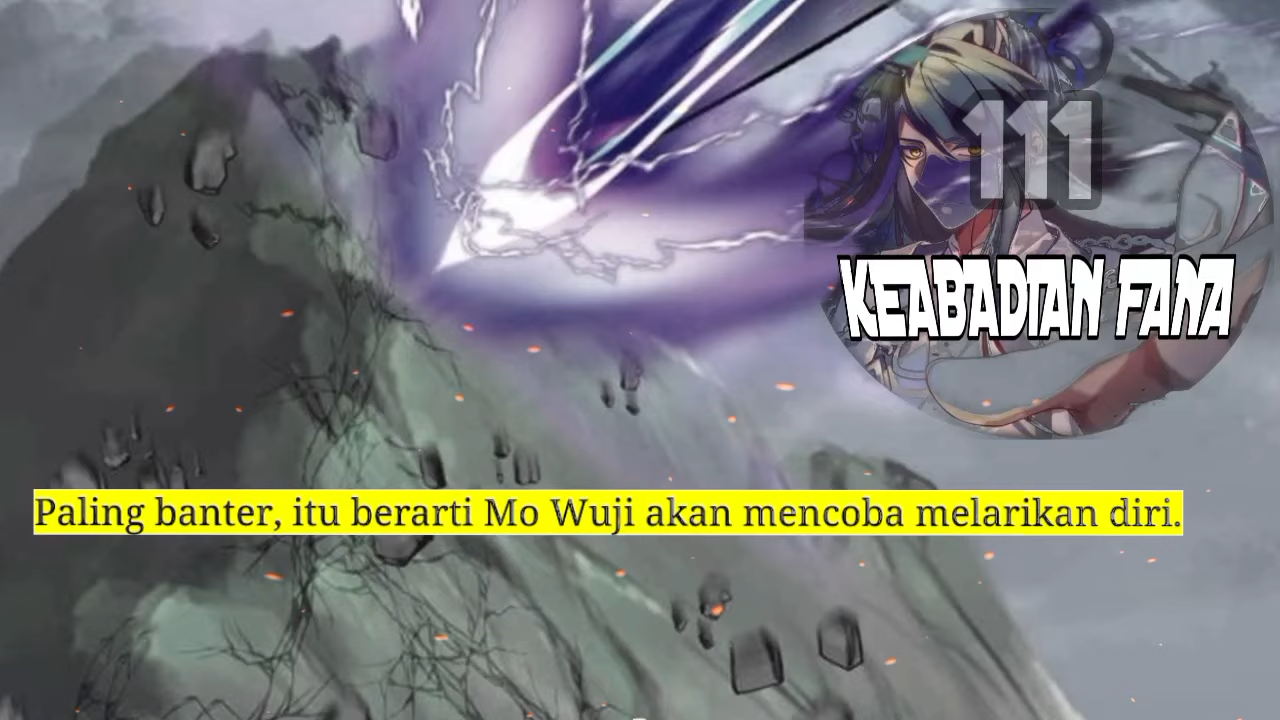 111
KEABADIAN FANA
Paling banter, itu berarti Mo Wuji akan mencoba melarikan diri.